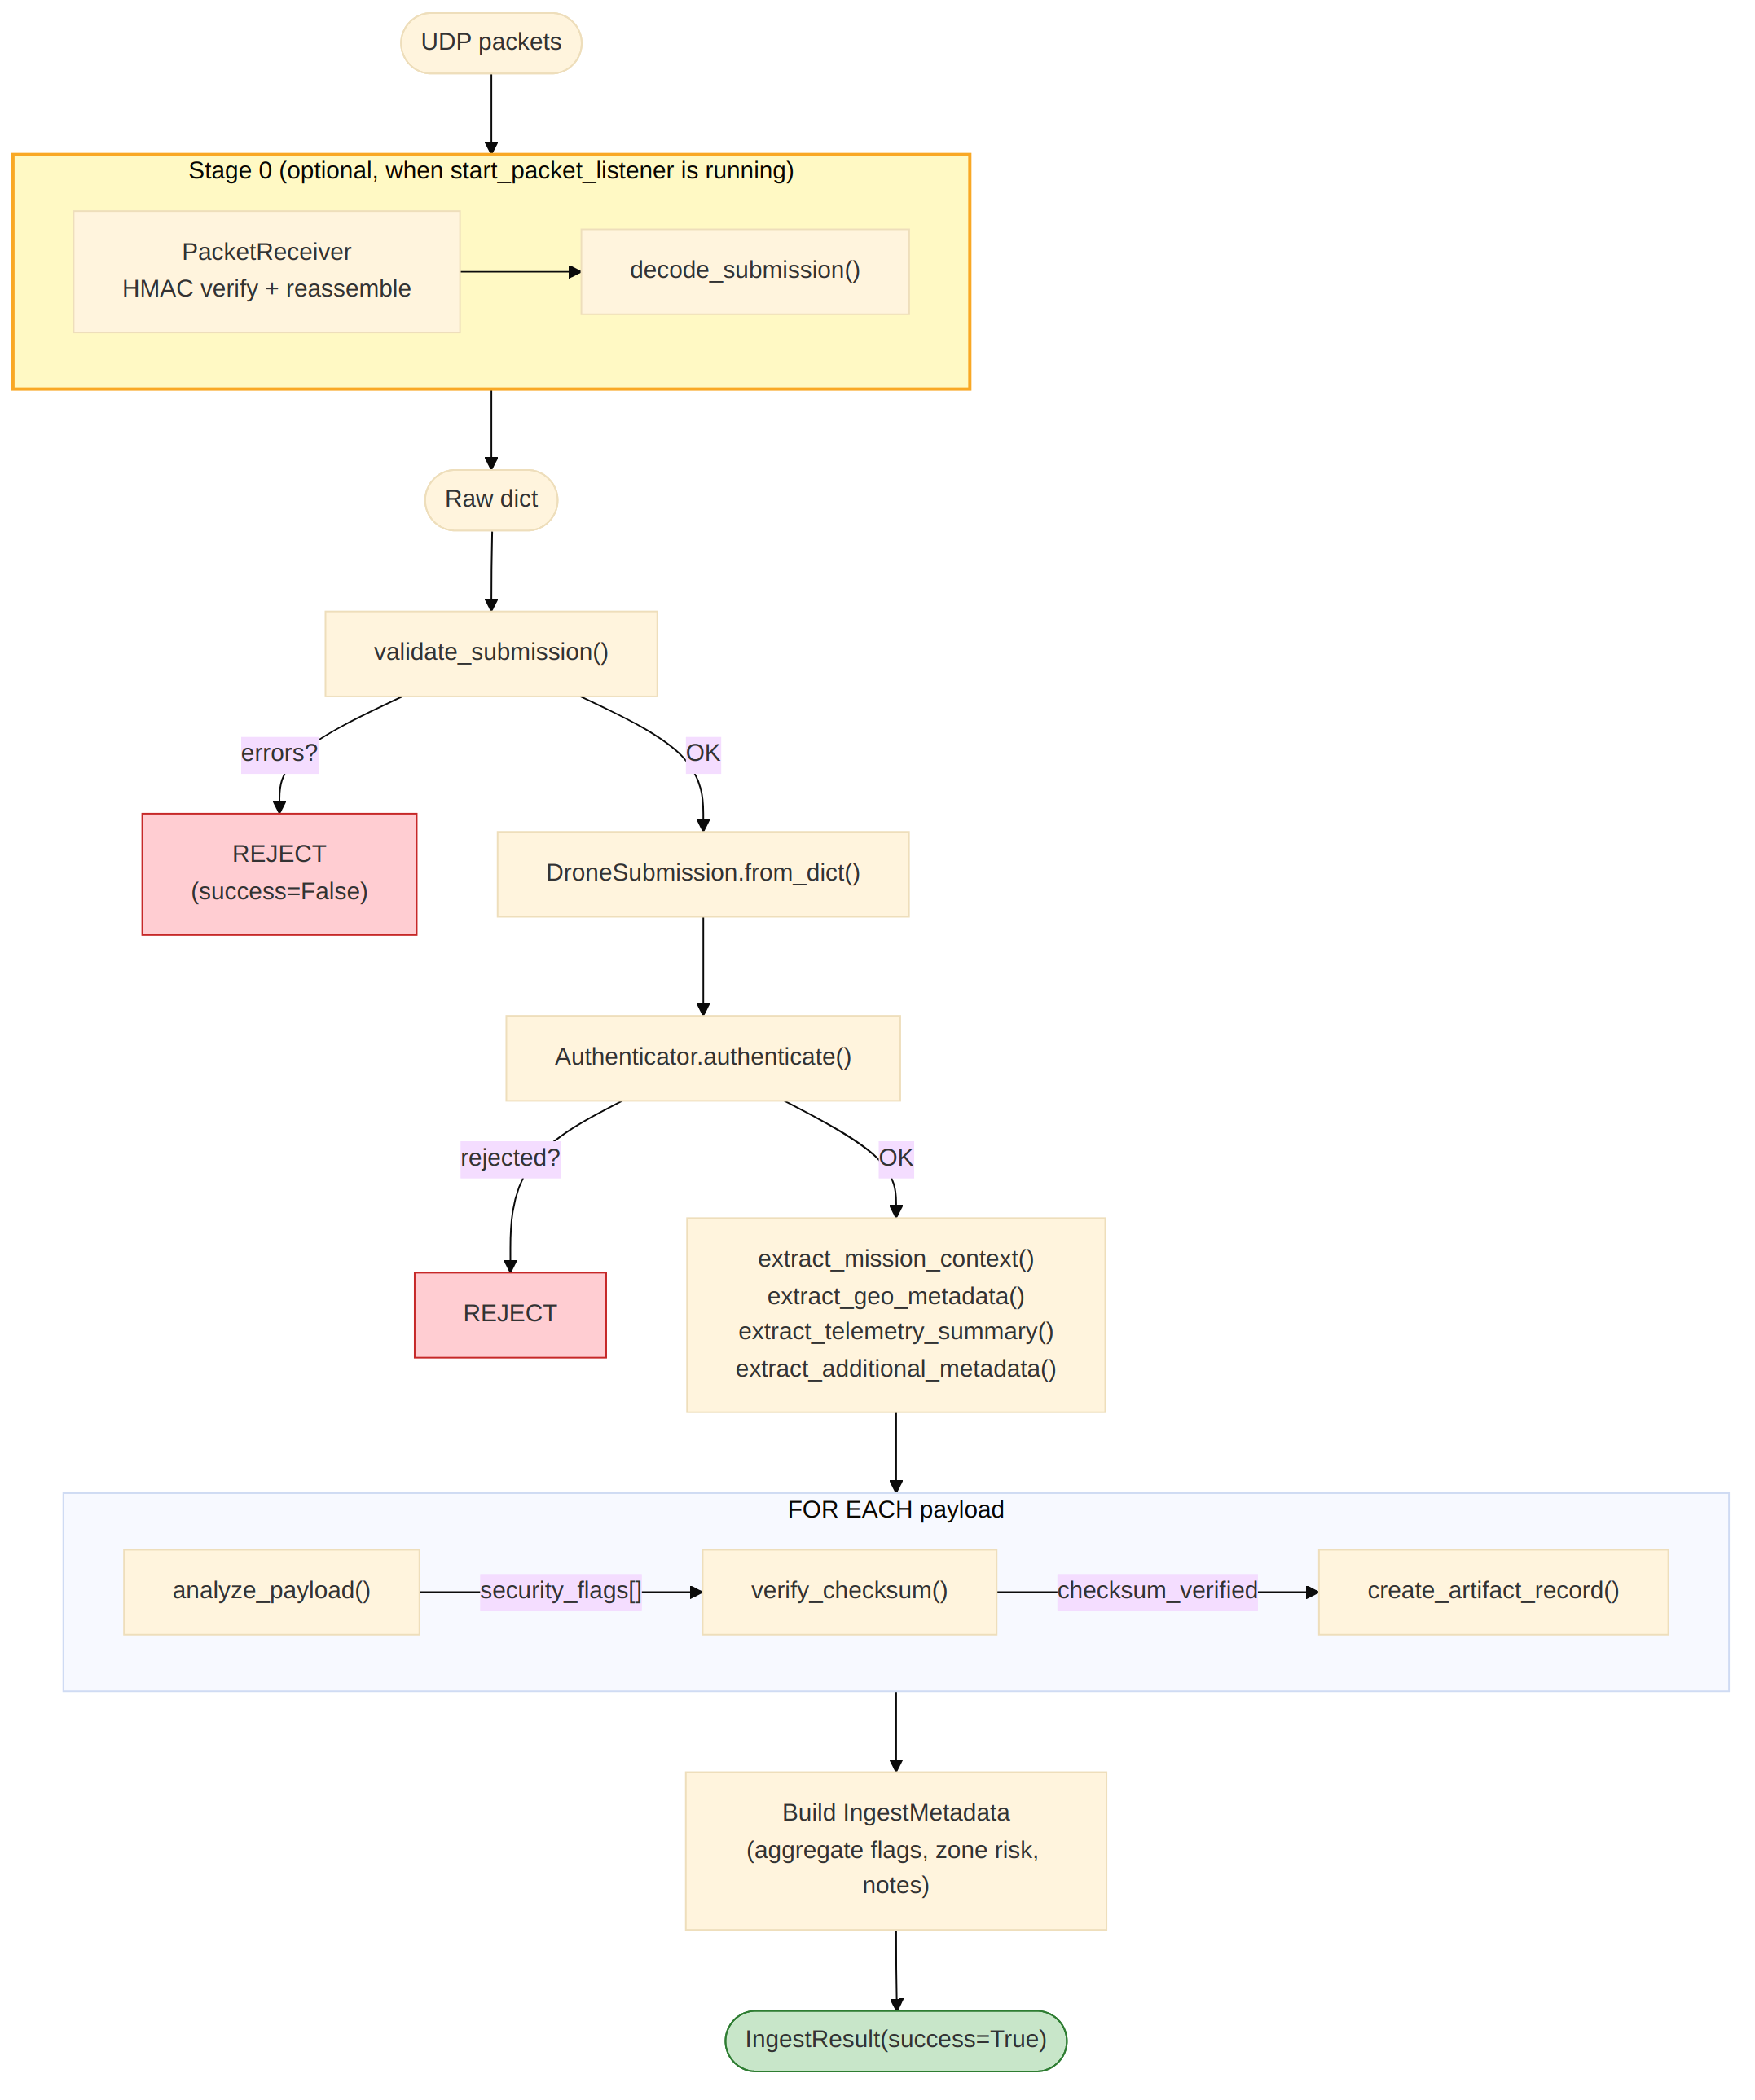 UDP packets
Stage 0 (optional, when start_packet_listener is running)
PacketReceiver
HMAC verify + reassemble
decode_submission()
Raw dict
validate_submission()
errors?
OK
REJECT
(success=False)
DroneSubmission.from_dict()
Authenticator.authenticate()
rejected?
OK
REJECT
extract_mission_context()
extract_geo_metadata()
extract_telemetry_summary()
extract_additional_metadata()
FOR EACH payload
analyze_payload()
security_flags[]
verify_checksum()
checksum_verified
create_artifact_record()
Build IngestMetadata
(aggregate flags, zone risk,
notes)
IngestResult(success=True)